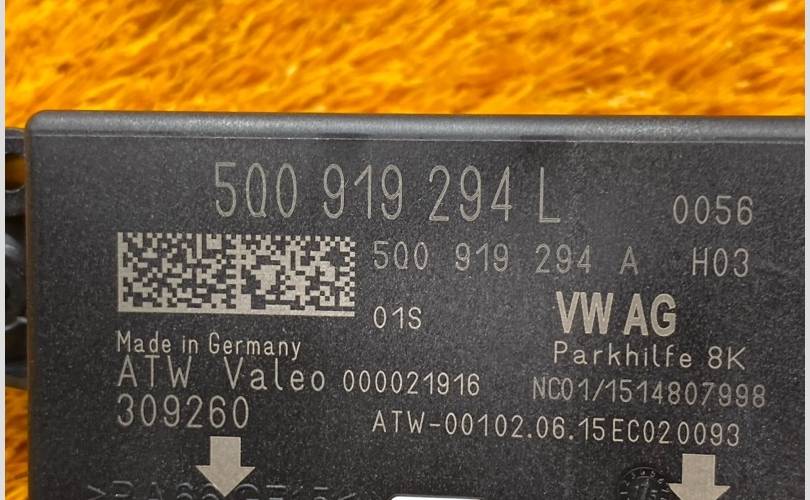 5Q0 919 294 L 0056
5Q0 919 294 A H03
01S VW AG
Made in Germany Parkhilfe 8K
ATW Valeo 000021916 NC01/1514807998
309260 ATW-00102.06.15EC020093